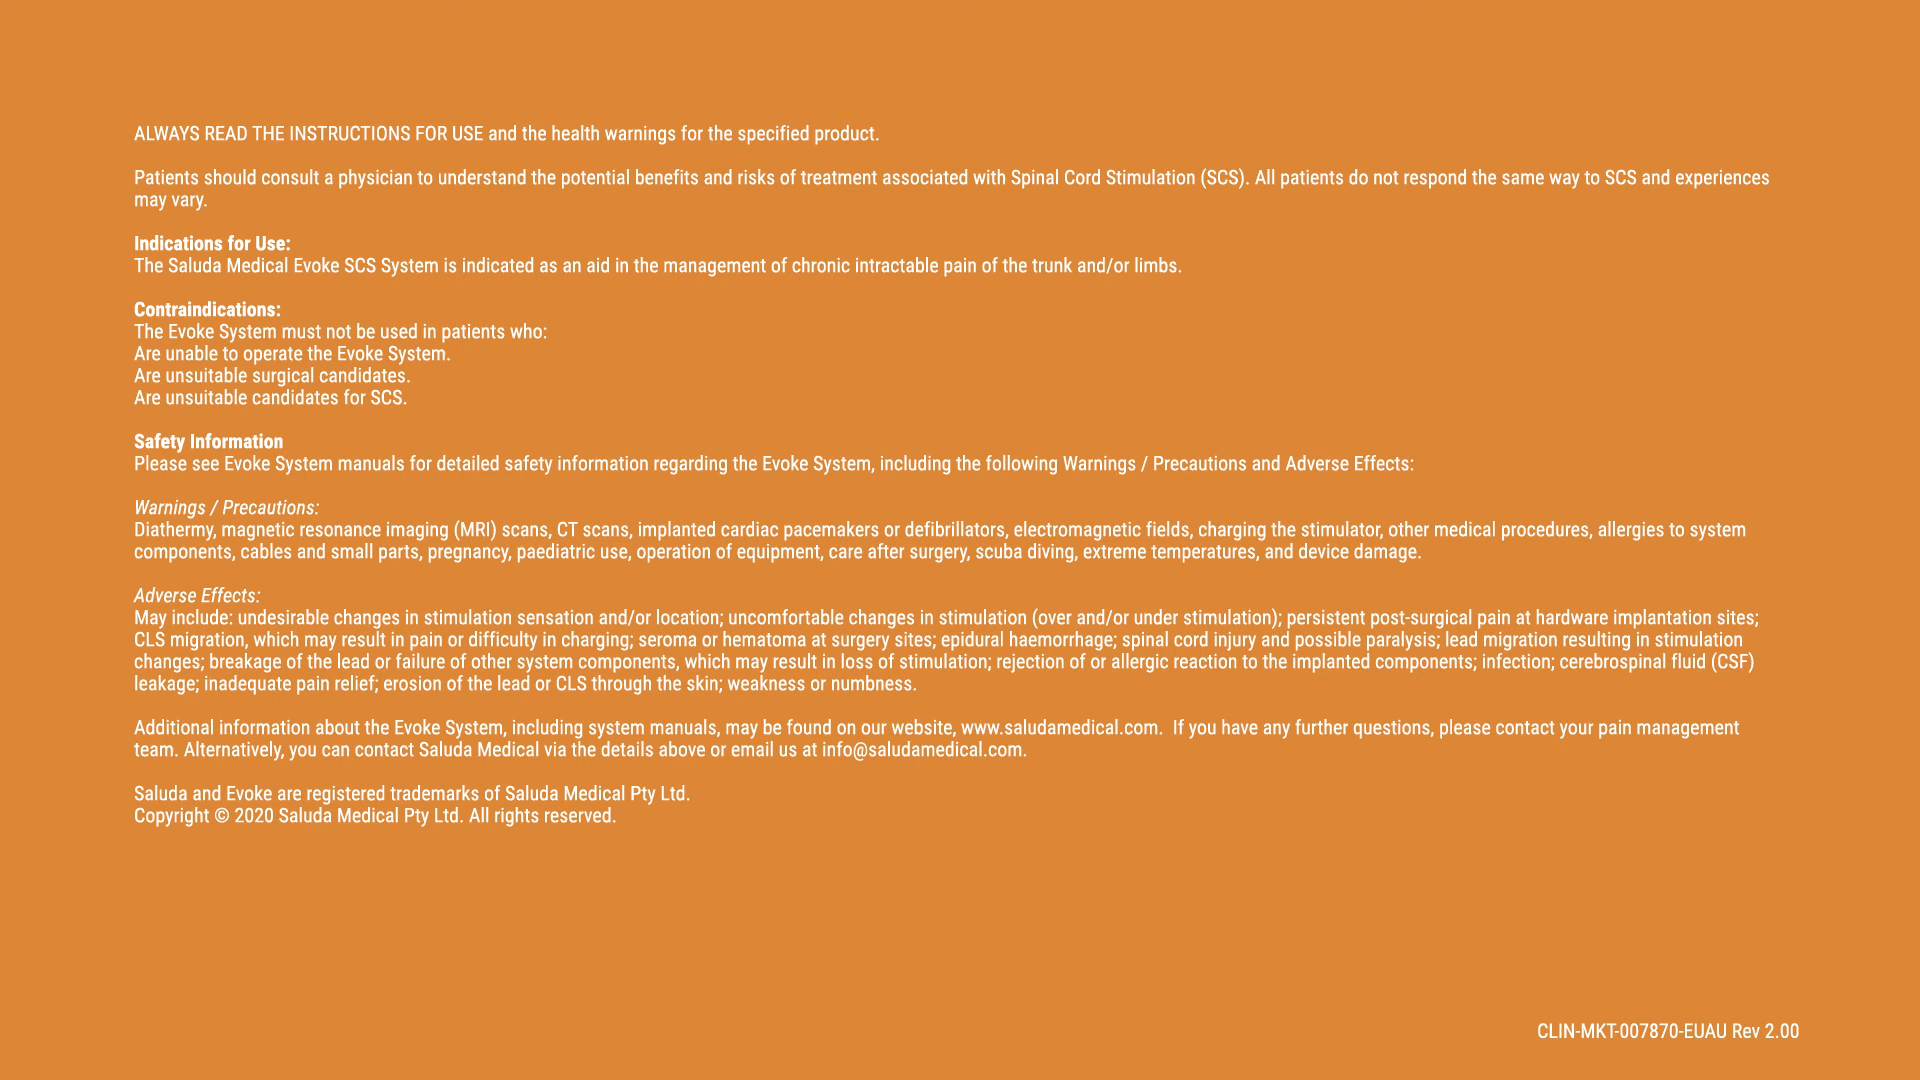 ALWAYS READ THE INSTRUCTIONS FOR USE and the health warnings for the specified product.
Patients should consult a physician to understand the potential benefits and risks of treatment associated with Spinal Cord Stimulation (SCS). All patients do not respond the same way to SCS and experiences
may vary.
Indications for Use:
The Saluda Medical Evoke SCS System is indicated as an aid in the management of chronic intractable pain of the trunk and/or limbs.
Contraindications:
The Evoke System must not be used in patients who:
Are unable to operate the Evoke System.
Are unsuitable surgical candidates.
Are unsuitable candidates for SCS.
Safety Information
Please see Evoke System manuals for detailed safety information regarding the Evoke System, including the following Warnings / Precautions and Adverse Effects:
Warnings / Precautions:
Diathermy, magnetic resonance imaging (MRI) scans, CT scans, implanted cardiac pacemakers or defibrillators, electromagnetic fields, charging the stimulator, other medical procedures, allergies to system
components, cables and small parts, pregnancy, paediatric use, operation of equipment, care after surgery, scuba diving, extreme temperatures, and device damage.
Adverse Effects:
May include: undesirable changes in stimulation sensation and/or location; uncomfortable changes in stimulation (over and/or under stimulation); persistent post-surgical pain at hardware implantation sites;
CLS migration, which may result in pain or difficulty in charging; seroma or hematoma at surgery sites; epidural haemorrhage; spinal cord injury and possible paralysis; lead migration resulting in stimulation
changes; breakage of the lead or failure of other system components, which may result in loss of stimulation; rejection of or allergic reaction to the implanted components; infection; cerebrospinal fluid (CSF)
leakage; inadequate pain relief; erosion of the lead or CLS through the skin; weakness or numbness.
Additional information about the Evoke System, including system manuals, may be found on our website, www.saludamedical.com.  If you have any further questions, please contact your pain management
team. Alternatively, you can contact Saluda Medical via the details above or email us at info@saludamedical.com.
Saluda and Evoke are registered trademarks of Saluda Medical Pty Ltd.
Copyright © 2020 Saluda Medical Pty Ltd. All rights reserved.
CLIN-MKT-007870-EUAU Rev 2.00